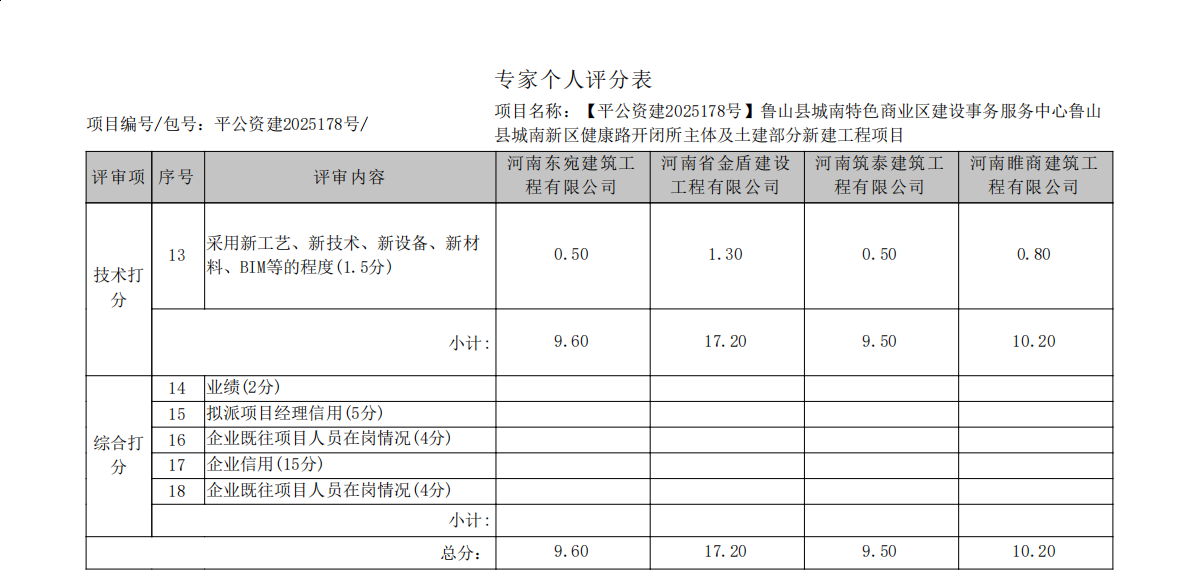 专家个人评分表
项目编号/包号：平公资建2025178号/
项目名称：【平公资建2025178号】鲁山县城南特色商业区建设事务服务中心鲁山
县城南新区健康路开闭所主体及土建部分新建工程项目
评审项 序号 评审内容 河南东宛建筑工程有限公司 河南省金盾建设工程有限公司 河南筑泰建筑工程有限公司 河南睢商建筑工程有限公司
技术打分
13 采用新工艺、新技术、新设备、新材料、BIM等的程度(1.5分) 0.50 1.30 0.50 0.80
小计: 9.60 17.20 9.50 10.20
综合打分
14 业绩(2分)
15 拟派项目经理信用(5分)
16 企业既往项目人员在岗情况(4分)
17 企业信用(15分)
18 企业既往项目人员在岗情况(4分)
小计:
总分： 9.60 17.20 9.50 10.20